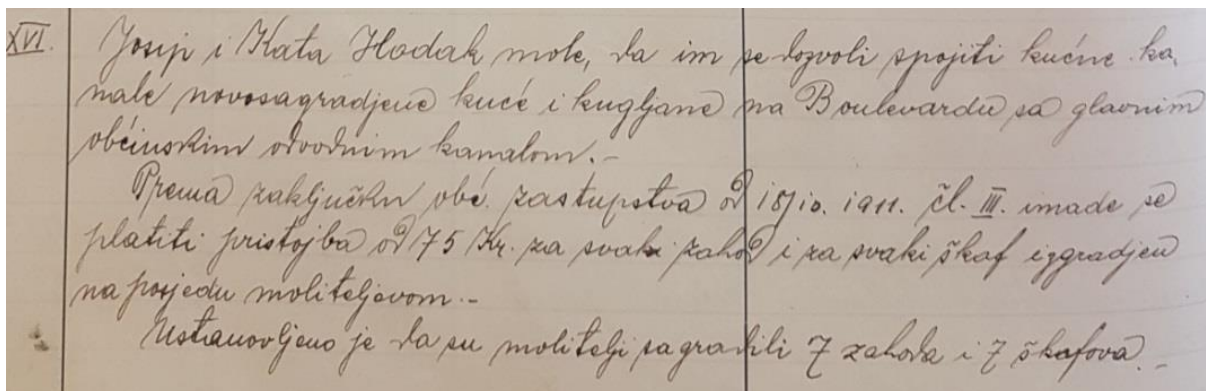 XVI. Josip i Kata Hodak mole, da im se dozvoli spojiti kućne ka,
nale novosagradjene kuće i kugljane na Boulevardu sa glavnim
obćinskim odvodnim kanalom. -
Prema zaključku obć. zastupstva od 18/10. 1911. čl. III. imade se
platiti pristojba od 75 Kr. za svaki zahod i za svaki škaf izgradjen
na posjedu moliteljevom. -
Ustanovljeno je da su molitelji sagradili 7 zahoda i 7 škafova. -